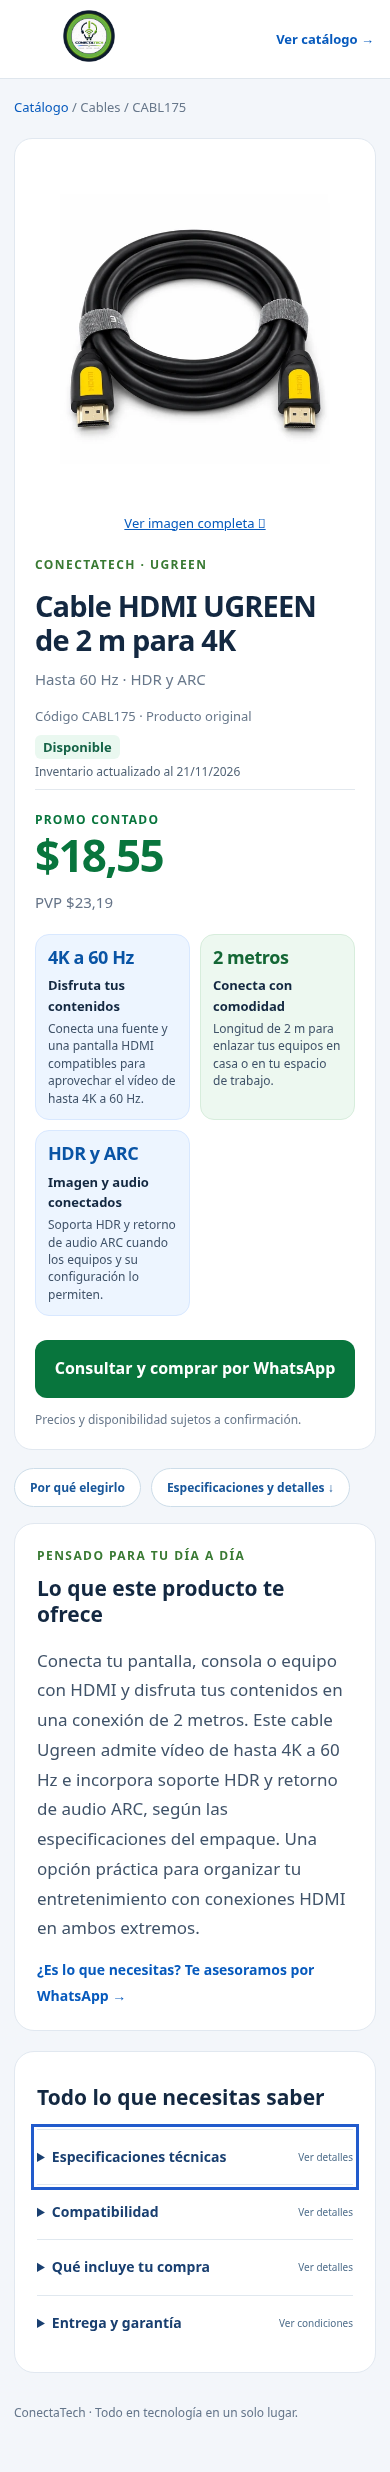 CONECTATECH
Ver catálogo →
Catálogo / Cables / CABL175
Ver imagen completa
CONECTATECH · UGREEN
Cable HDMI UGREEN
de 2 m para 4K
Hasta 60 Hz · HDR y ARC
Código CABL175 · Producto original
Disponible
Inventario actualizado al 21/11/2026
PROMO CONTADO
$18,55
PVP $23,19
4K a 60 Hz
Disfruta tus
contenidos
Conecta una fuente y
una pantalla HDMI
compatibles para
aprovechar el vídeo de
hasta 4K a 60 Hz.
2 metros
Conecta con
comodidad
Longitud de 2 m para
enlazar tus equipos en
casa o en tu espacio
de trabajo.
HDR y ARC
Imagen y audio
conectados
Soporta HDR y retorno
de audio ARC cuando
los equipos y su
configuración lo
permiten.
Consultar y comprar por WhatsApp
Precios y disponibilidad sujetos a confirmación.
Por qué elegirlo
Especificaciones y detalles ↓
PENSADO PARA TU DÍA A DÍA
Lo que este producto te
ofrece
Conecta tu pantalla, consola o equipo
con HDMI y disfruta tus contenidos en
una conexión de 2 metros. Este cable
Ugreen admite vídeo de hasta 4K a 60
Hz e incorpora soporte HDR y retorno
de audio ARC, según las
especificaciones del empaque. Una
opción práctica para organizar tu
entretenimiento con conexiones HDMI
en ambos extremos.
¿Es lo que necesitas? Te asesoramos por
WhatsApp →
Todo lo que necesitas saber
Especificaciones técnicas Ver detalles
Compatibilidad Ver detalles
Qué incluye tu compra Ver detalles
Entrega y garantía Ver condiciones
ConectaTech · Todo en tecnología en un solo lugar.